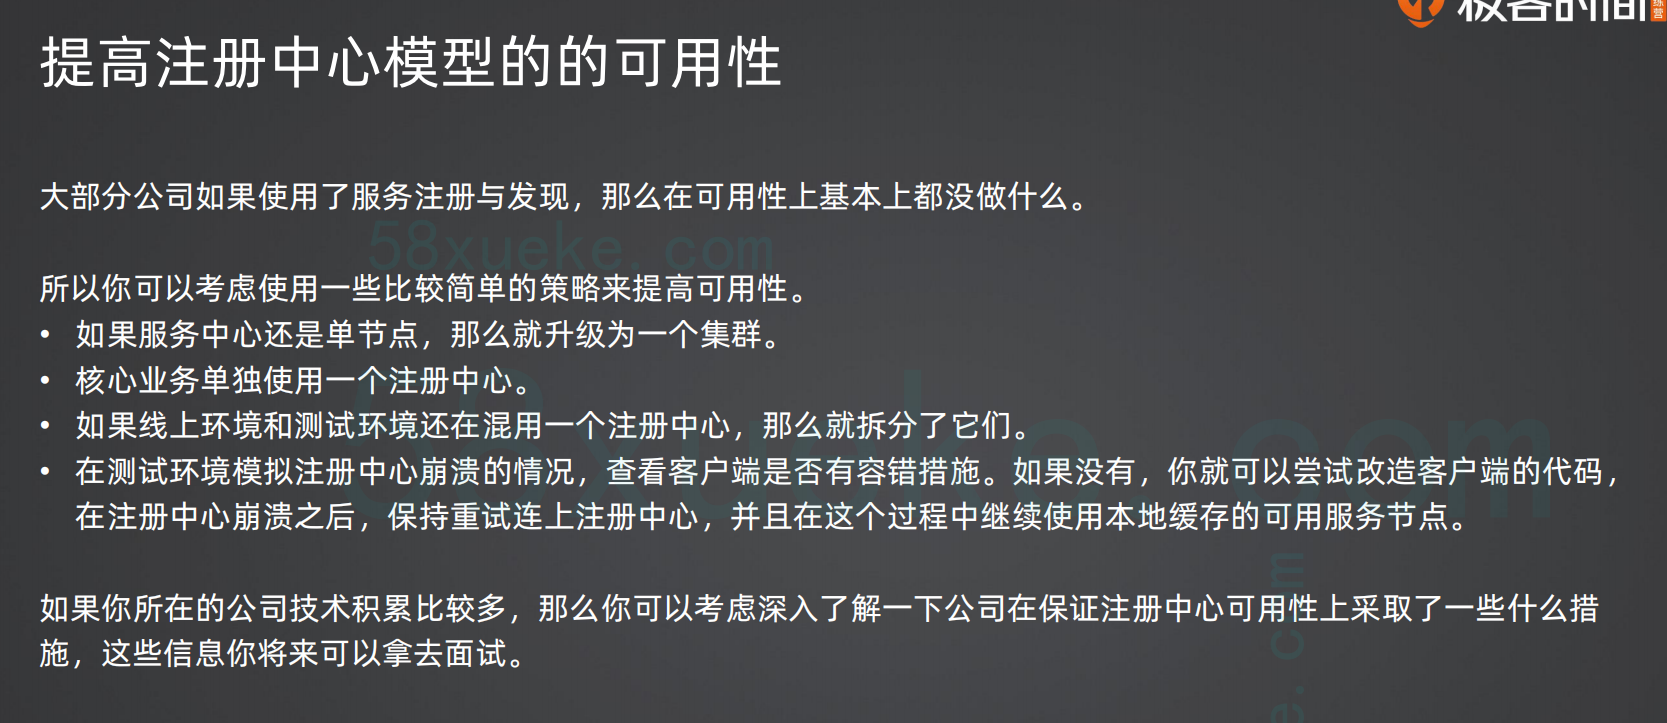 极客时间
提高注册中心模型的的可用性
大部分公司如果使用了服务注册与发现，那么在可用性上基本上都没做什么。
58xueke.com
所以你可以考虑使用一些比较简单的策略来提高可用性。
• 如果服务中心还是单节点，那么就升级为一个集群。
• 核心业务单独使用一个注册中心。
• 如果线上环境和测试环境还在混用一个注册中心，那么就拆分了它们。
58xueke.com
• 在测试环境模拟注册中心崩溃的情况，查看客户端是否有容错措施。如果没有，你就可以尝试改造客户端的代码，
在注册中心崩溃之后，保持重试连上注册中心，并且在这个过程中继续使用本地缓存的可用服务节点。
如果你所在的公司技术积累比较多，那么你可以考虑深入了解一下公司在保证注册中心可用性上采取了一些什么措
施，这些信息你将来可以拿去面试。
e.com